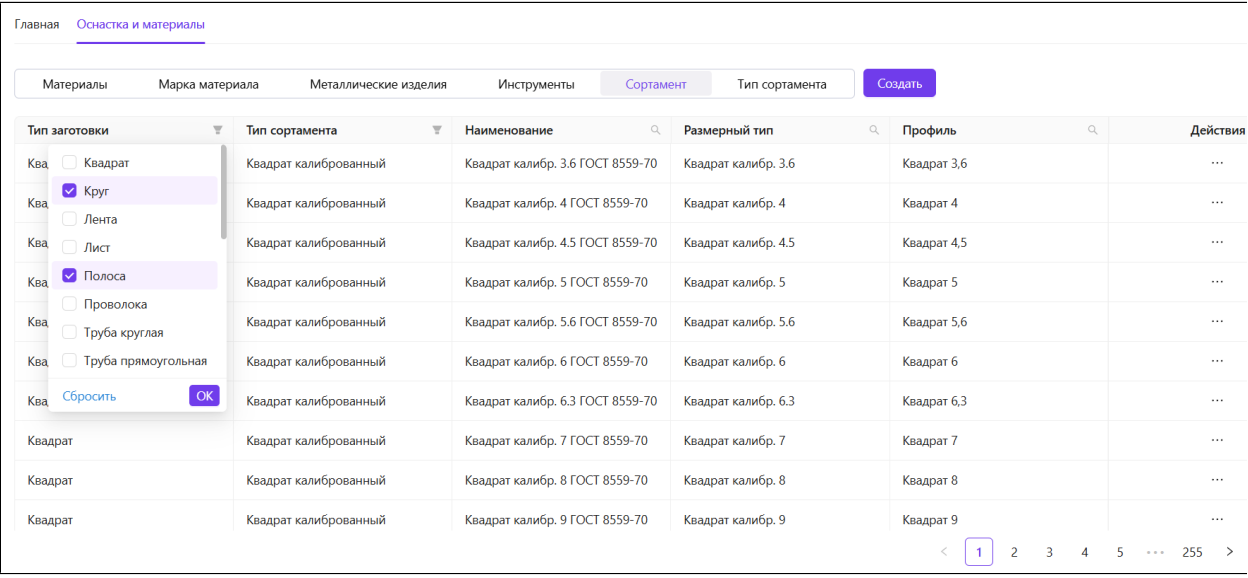 Главная Оснастка и материалы
Материалы Марка материала Металлические изделия Инструменты Сортамент Тип сортамента Создать
Тип заготовки Тип сортамента Наименование Размерный тип Профиль Действия
Квадрат калиброванный Квадрат калибр. 3.6 ГОСТ 8559-70 Квадрат калибр. 3.6 Квадрат 3,6 ...
Квадрат калиброванный Квадрат калибр. 4 ГОСТ 8559-70 Квадрат калибр. 4 Квадрат 4 ...
Квадрат калиброванный Квадрат калибр. 4.5 ГОСТ 8559-70 Квадрат калибр. 4.5 Квадрат 4,5 ...
Квадрат калиброванный Квадрат калибр. 5 ГОСТ 8559-70 Квадрат калибр. 5 Квадрат 5 ...
Квадрат калиброванный Квадрат калибр. 5.6 ГОСТ 8559-70 Квадрат калибр. 5.6 Квадрат 5,6 ...
Квадрат калиброванный Квадрат калибр. 6 ГОСТ 8559-70 Квадрат калибр. 6 Квадрат 6 ...
Квадрат калиброванный Квадрат калибр. 6.3 ГОСТ 8559-70 Квадрат калибр. 6.3 Квадрат 6,3 ...
Квадрат Квадрат калиброванный Квадрат калибр. 7 ГОСТ 8559-70 Квадрат калибр. 7 Квадрат 7 ...
Квадрат Квадрат калиброванный Квадрат калибр. 8 ГОСТ 8559-70 Квадрат калибр. 8 Квадрат 8 ...
Квадрат Квадрат калиброванный Квадрат калибр. 9 ГОСТ 8559-70 Квадрат калибр. 9 Квадрат 9 ...
Квадрат
Круг
Лента
Лист
Полоса
Проволока
Труба круглая
Труба прямоугольная
Сбросить ОК
< 1 2 3 4 5 ••• 255 >